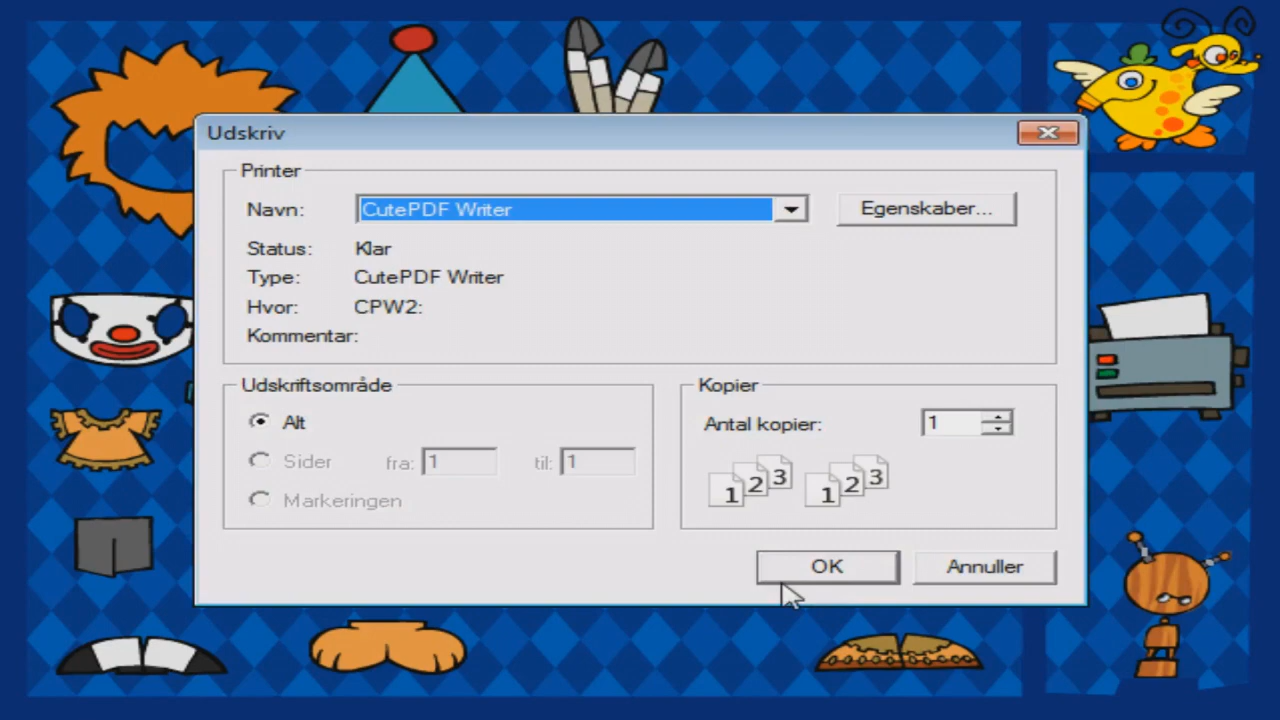 Udskriv
Printer
Navn: CutePDF Writer Egenskaber...
Status: Klar
Type: CutePDF Writer
Hvor: CPW2:
Kommentar:
Udskriftsområde
Alt
Sider fra: 1 til: 1
Markeringen
Kopier
Antal kopier: 1
1 2 3 1 2 3
OK Annuller